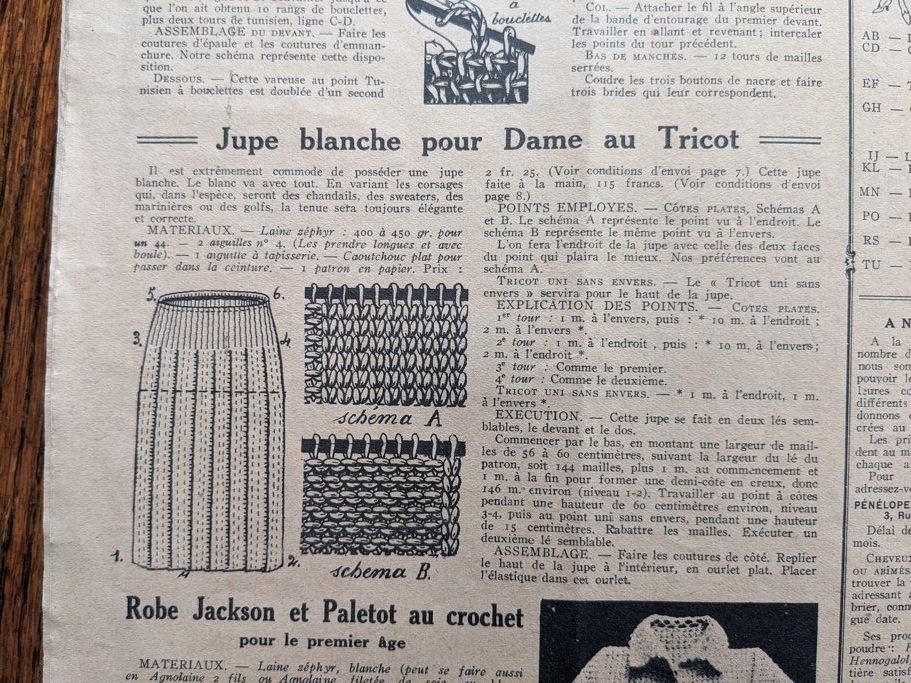 que l'on ait obtenu 10 rangs de bouclettes,
plus deux tours de tunisien, ligne C-D.
ASSEMBLAGE DU DEVANT. — Faire les
coutures d'épaule et les coutures d'emman-
chure. Notre schéma représente cette dispo-
sition.
DESSOUS. — Cette vareuse au point Tu-
nisien à bouclettes est doublée d'un second
à
bouclettes
COL. — Attacher le fil à l'angle supérieur
de la bande d'entourage du premier devant.
Travailler en allant et revenant ; intercaler
les points du tour précédent.
BAS DE MANCHES. — 12 tours de mailles
serrées.
Coudre les trois boutons de nacre et faire
trois brides qui leur correspondent.
Jupe blanche pour Dame au Tricot
Il est extrêmement commode de posséder une jupe
blanche. Le blanc va avec tout. En variant les corsages
qui, dans l'espèce, seront des chandails, des sweaters, des
marinières ou des golfs, la tenue sera toujours élégante
et correcte.
MATERIAUX. — Laine zéphyr : 400 à 450 gr. pour
un 44. — 2 aiguilles n° 4. (Les prendre longues et avec
boule). — 1 aiguille à tapisserie. — Caoutchouc plat pour
passer dans la ceinture. — 1 patron en papier. Prix :
5.
6.
3.
4.
1.
2.
schéma A
schema B.
2 fr. 25. (Voir conditions d'envoi page 7.) Cette jupe
faite à la main, 115 francs. (Voir conditions d'envoi
page 8.)
POINTS EMPLOYES. — CÔTES PLATES, Schémas A
et B. Le schéma A représente le point vu à l'endroit. Le
schéma B représente le même point vu à l'envers.
L'on fera l'endroit de la jupe avec celle des deux faces
du point qui plaira le mieux. Nos préférences vont au
schéma A.
TRICOT UNI SANS ENVERS. — Le « Tricot uni sans
envers » servira pour le haut de la jupe.
EXPLICATION DES POINTS. — COTES PLATES.
1er tour : 1 m. à l'envers, puis : * 10 m. à l'endroit ;
2 m. à l'envers *.
2e tour : 1 m. à l'endroit , puis : * 10 m. à l'envers ;
2 m. à l'endroit *.
3e tour : Comme le premier.
4e tour : Comme le deuxième.
TRICOT UNI SANS ENVERS. — * 1 m. à l'endroit, 1 m.
à l'envers *.
EXECUTION. — Cette jupe se fait en deux lés sem-
blables, le devant et le dos.
Commencer par le bas, en montant une largeur de mail-
les de 56 à 60 centimètres, suivant la largeur du lé du
patron, soit 144 mailles, plus 1 m. au commencement et
1 m. à la fin pour former une demi-côte en creux, donc
146 m. environ (niveau 1-2). Travailler au point à côtes
pendant une hauteur de 60 centimètres environ, niveau
3-4, puis au point uni sans envers, pendant une hauteur
de 15 centimètres. Rabattre les mailles. Exécuter un
deuxième lé semblable.
ASSEMBLAGE. — Faire les coutures de côté. Replier
le haut de la jupe à l'intérieur, en ourlet plat. Placer
l'élastique dans cet ourlet.
Robe Jackson et Paletot au crochet
pour le premier âge
MATERIAUX. — Laine zéphyr, blanche (peut se faire aussi
en Agnolaine 2 fils ou Agnolaine
AB —
CD —
EF —
GH —
IJ —
KL —
MN —
PO —
RS —
TU —
A la
nombre d
nous som
pouvoir l
différents
donnons
crées au
Les pri
dent au m
chaque a
Pour
adressez-v
PÉNÉLOPE
3, Ru
Délai de
mois.
CHEVEUX
OU ABÎMÉS
trouver la
adressant
brier, conn
gue date.
Ses prod
poudre :
Hennogalol,
tière satis